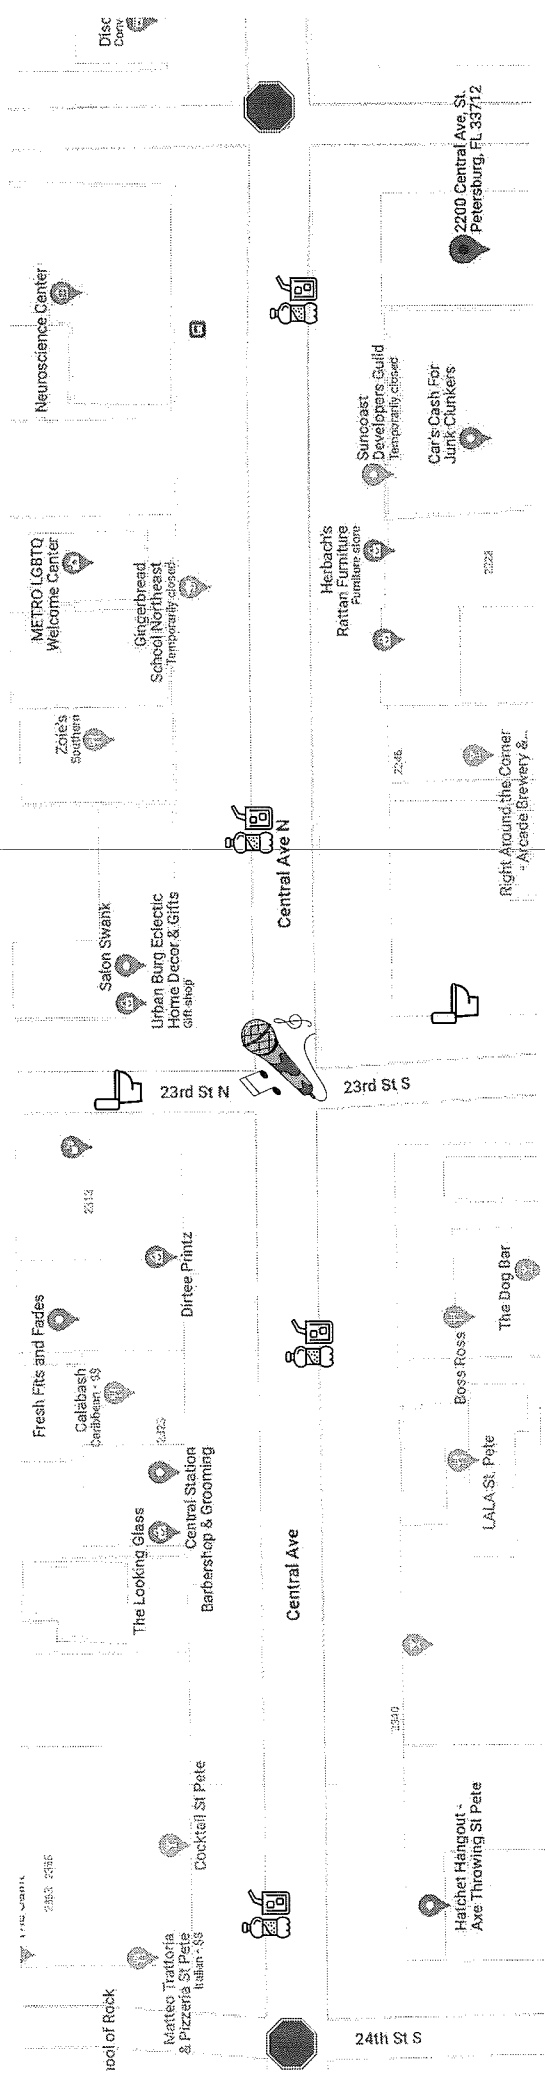 Disc
Conv
2200 Central Ave, St.
Petersburg, FL 33712
Neuroscience Center
Suncoast
Developers Guild
Temporarily closed
Car's Cash For
Junk Clunkers
METRO LGBTQ
Welcome Center
Gingerbread
School Northeast
Temporarily closed
Herbach's
Rattan Furniture
Furniture store
2228
Zoie's
Southern
2246
Right Around the Corner
- Arcade Brewery &...
Central Ave N
Salon Swank
Urban Burg Eclectic
Home Decor & Gifts
Gift shop
23rd St N
23rd St S
2313
Dirtee Printz
The Dog Bar
Fresh Fits and Fades
Boss Ross
Calabash
Caribbean • $$
2323
Central Station
Barbershop & Grooming
LALA St. Pete
The Looking Glass
Central Ave
2340
Cocktail St Pete
Hatchet Hangout -
Axe Throwing St Pete
Matteo Trattoria
& Pizzeria St Pete
Italian • $$
ool of Rock
24th St S